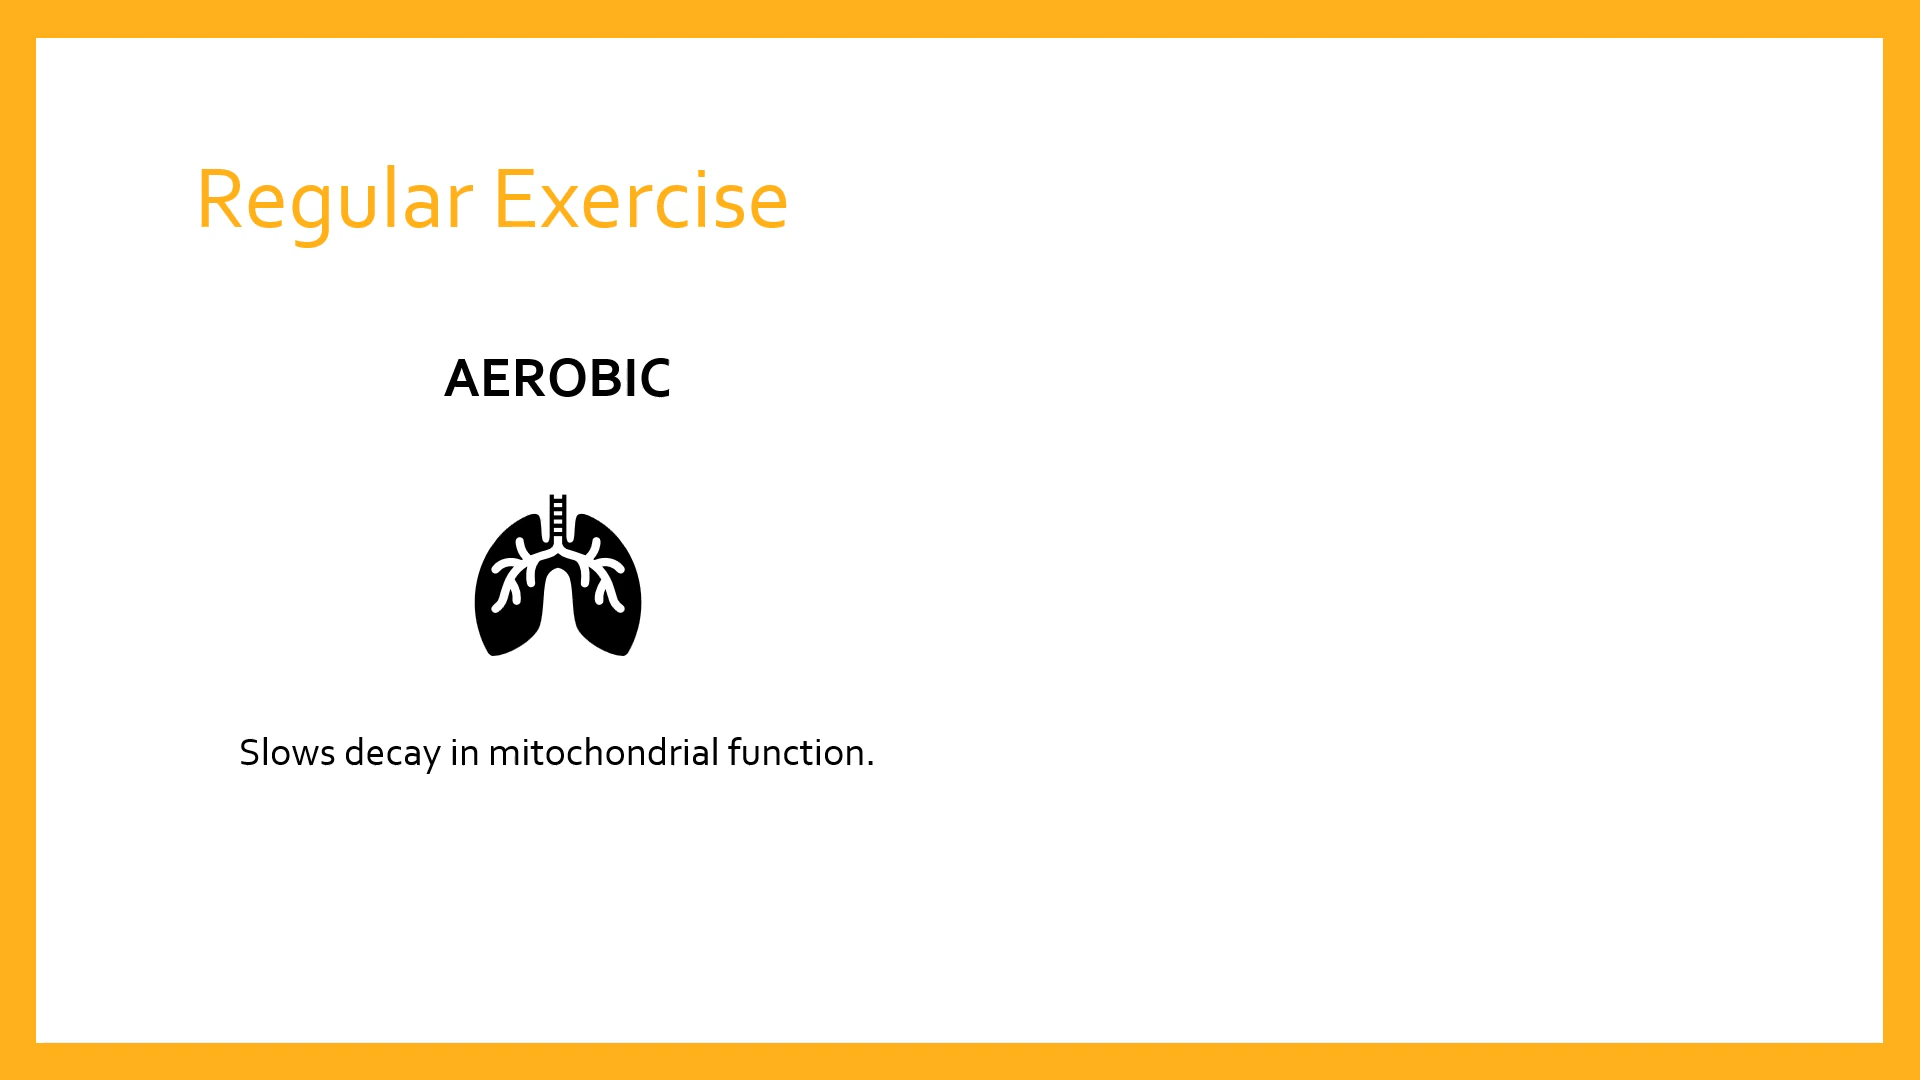 Regular Exercise
AEROBIC
Slows decay in mitochondrial function.